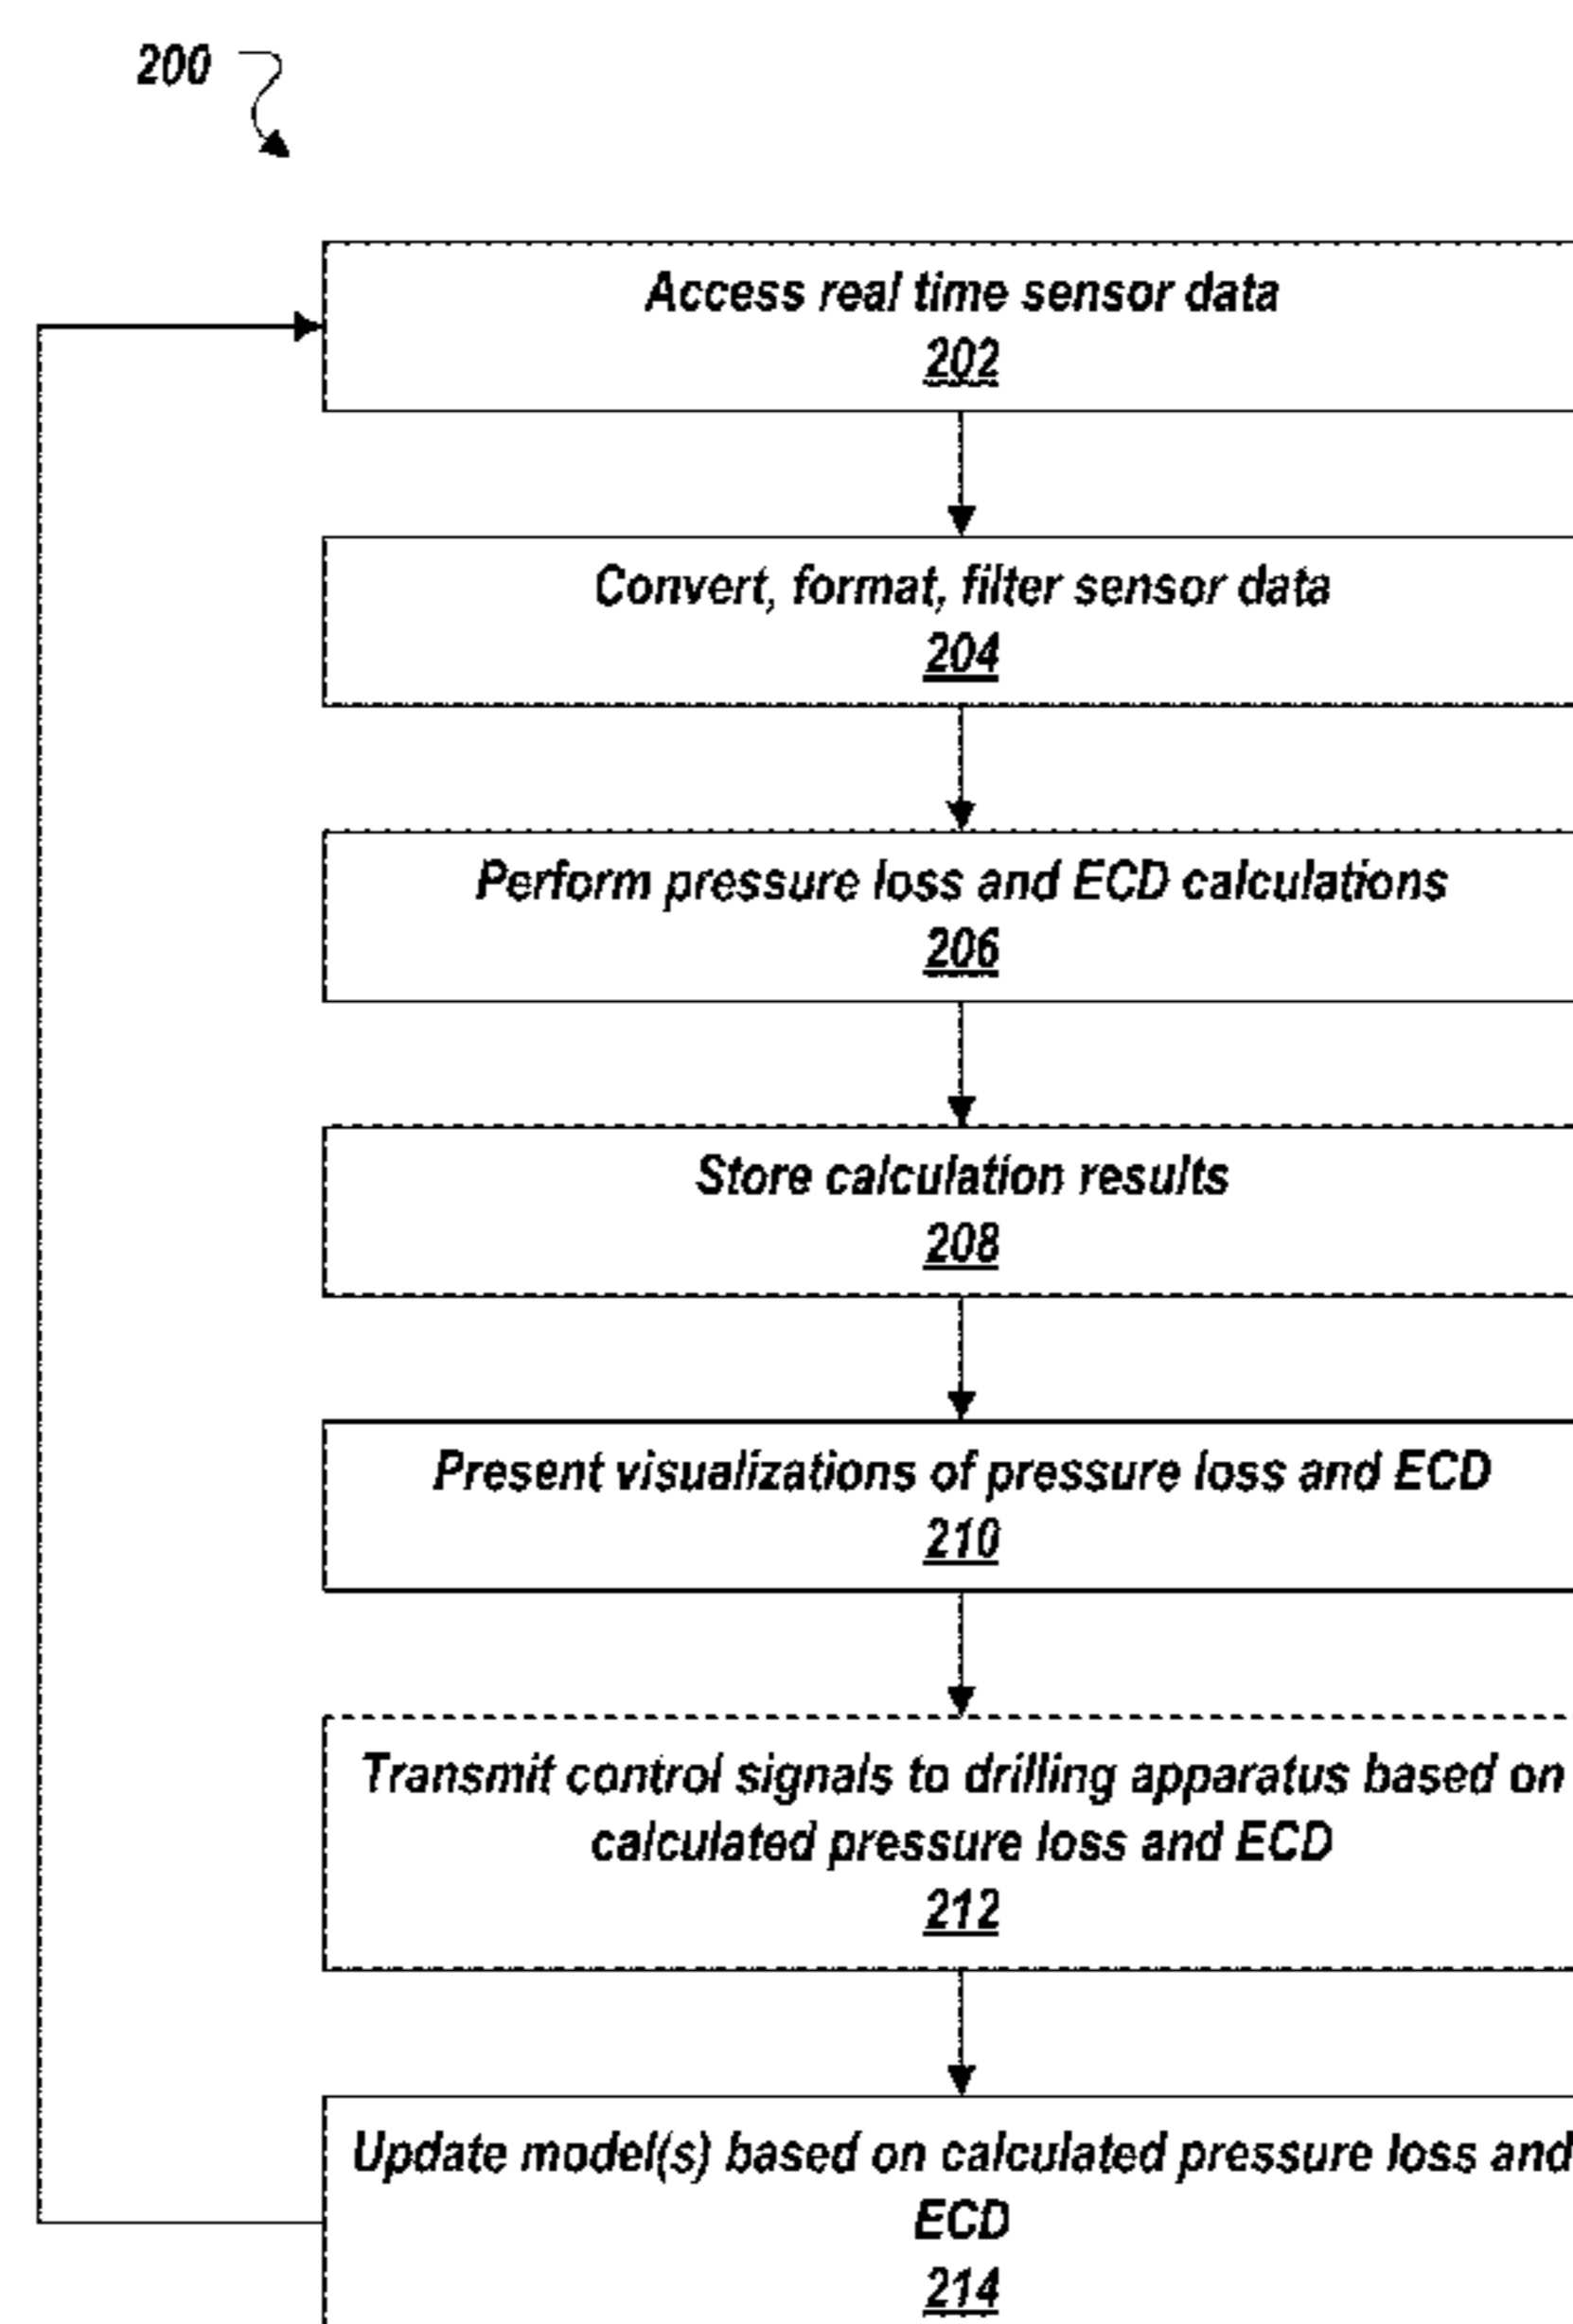 200
Access real time sensor data
202
Convert, format, filter sensor data
204
Perform pressure loss and ECD calculations
206
Store calculation results
208
Present visualizations of pressure loss and ECD
210
Transmit control signals to drilling apparatus based on
calculated pressure loss and ECD
212
Update model(s) based on calculated pressure loss and
ECD
214